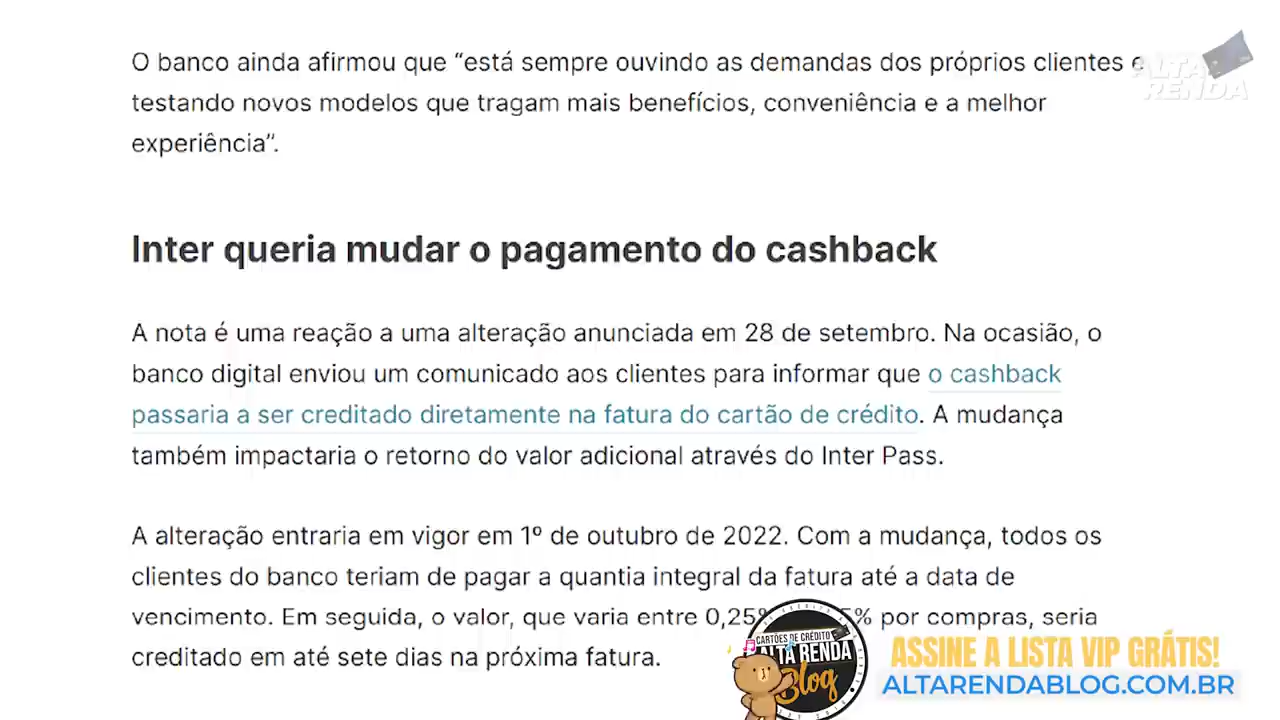 O banco ainda afirmou que “está sempre ouvindo as demandas dos próprios clientes e
testando novos modelos que tragam mais benefícios, conveniência e a melhor
experiência”.
ALTA
RENDA
Inter queria mudar o pagamento do cashback
A nota é uma reação a uma alteração anunciada em 28 de setembro. Na ocasião, o
banco digital enviou um comunicado aos clientes para informar que o cashback
passaria a ser creditado diretamente na fatura do cartão de crédito. A mudança
também impactaria o retorno do valor adicional através do Inter Pass.
A alteração entraria em vigor em 1º de outubro de 2022. Com a mudança, todos os
clientes do banco teriam de pagar a quantia integral da fatura até a data de
vencimento. Em seguida, o valor, que varia entre 0,25% por compras, seria
creditado em até sete dias na próxima fatura.
CARTÕES DE CRÉDITO
ALTA RENDA
Blog
ASSINE A LISTA VIP GRÁTIS!
ALTARENDABLOG.COM.BR